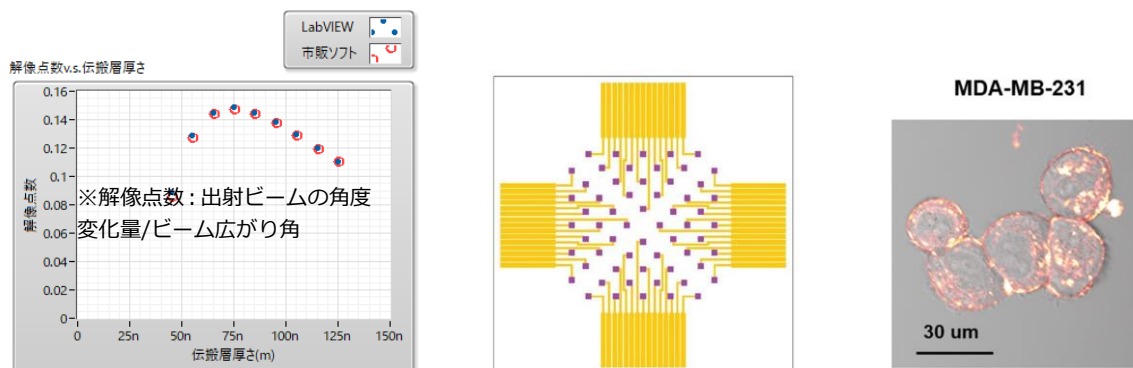 LabVIEW
市販ソフト
解像点数v.s.伝搬層厚さ
0.16
0.14
0.12
0.1
0.08
0.06
0.04
0.02
0
解像点数
※解像点数 : 出射ビームの角度
変化量/ビーム広がり角
0
25n
50n
75n
100n
125n
150n
伝搬層厚さ(m)
MDA-MB-231
30 um